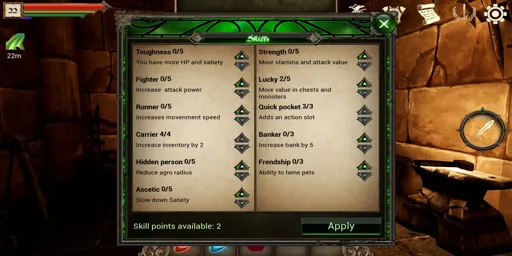 22
22m
Skills
Toughness 0/5
You have more HP and satiety
Fighter 0/5
Increase attack power
Runner 0/5
Increases movenment speed
Carrier 4/4
Increace inventory by 2
Hidden person 0/5
Reduce agro radius
Ascetic 0/5
Slow down Satiety
Strength 0/5
More stamina and attack value
Lucky 2/5
More value in chests and
monsters
Quick pocket 3/3
Adds an action slot
Banker 0/3
Increase bank by 5
Frendship 0/3
Ability to tame pets
Skill points available: 2
Apply